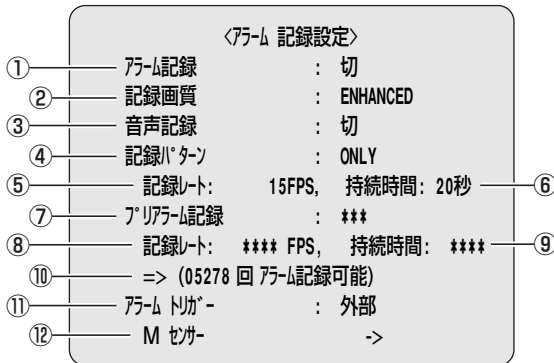 〈ｱﾗｰﾑ 記録設定〉
① ｱﾗｰﾑ記録 : 切
② 記録画質 : ENHANCED
③ 音声記録 : 切
④ 記録ﾊﾟﾀｰﾝ : ONLY
⑤ 記録ﾚｰﾄ: 15FPS, 持続時間: 20秒 ⑥
⑦ ﾌﾟﾘｱﾗｰﾑ記録 : ***
⑧ 記録ﾚｰﾄ: **** FPS, 持続時間: **** ⑨
⑩ => (05278 回 ｱﾗｰﾑ記録可能)
⑪ ｱﾗｰﾑ ﾄﾘｶﾞｰ : 外部
⑫ M ｾﾝｻｰ ->